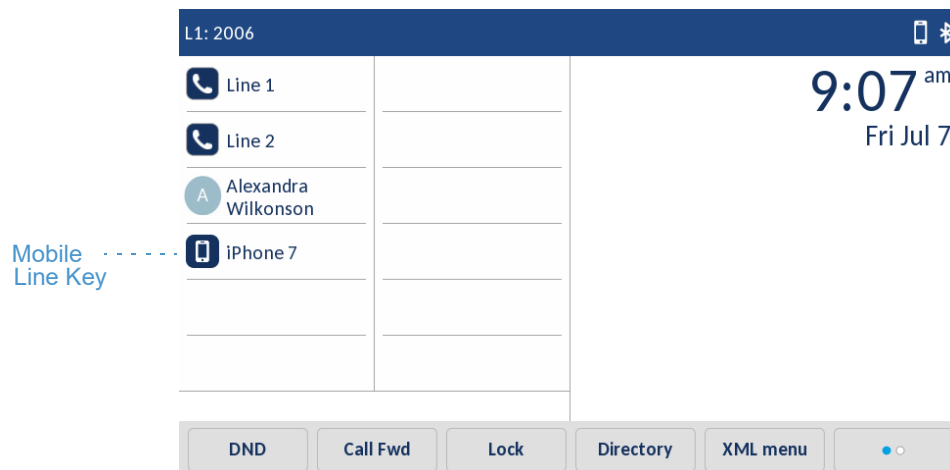 L1: 2006
Line 1
Line 2
A
Alexandra
Wilkonson
iPhone 7
Mobile
Line Key
9:07 am
Fri Jul 7
DND
Call Fwd
Lock
Directory
XML menu